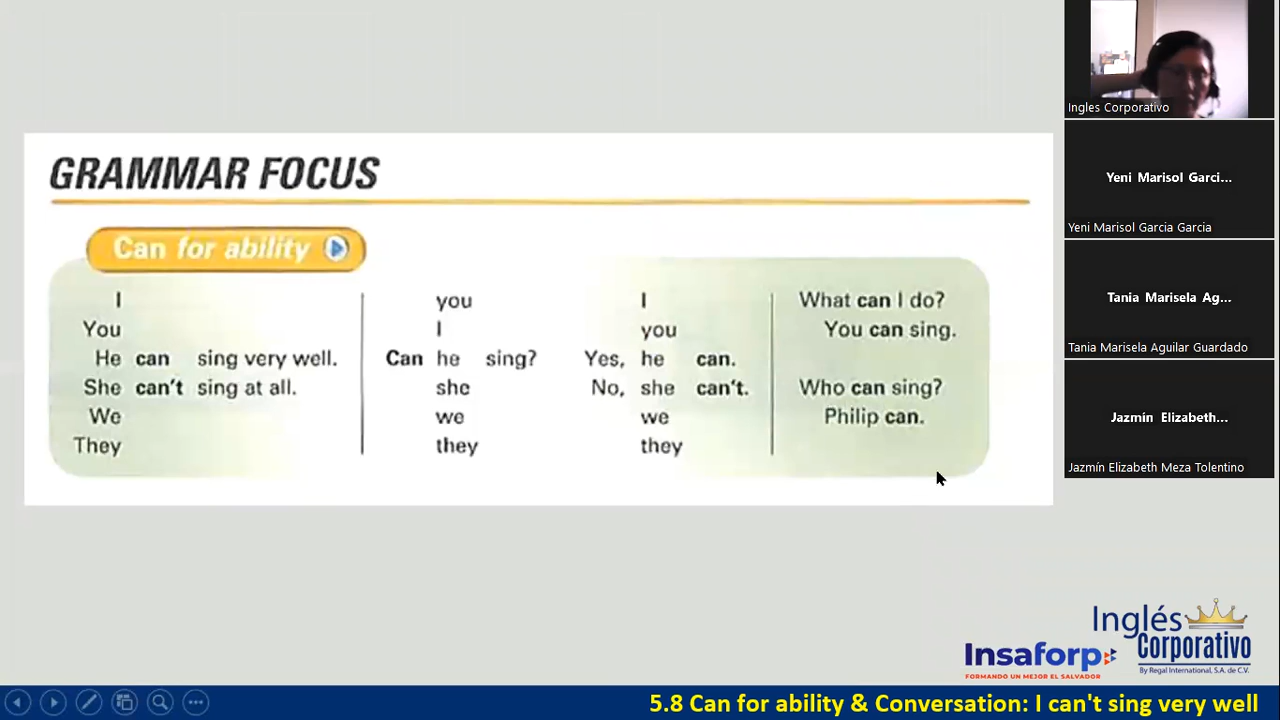 GRAMMAR FOCUS
Can for ability
I you I What can I do?
You I you You can sing.
He can sing very well. Can he sing? Yes, he can.
She can't sing at all. she No, she can't. Who can sing?
We we we Philip can.
They they they
Ingles Corporativo
Yeni Marisol Garci...
Yeni Marisol Garcia Garcia
Tania Marisela Ag...
Tania Marisela Aguilar Guardado
Jazmín Elizabeth...
Jazmín Elizabeth Meza Tolentino
Inglés
Corporativo
By Regal International, S.A. de C.V.
Insaforp
FORMANDO UN MEJOR EL SALVADOR
5.8 Can for ability & Conversation: I can't sing very well